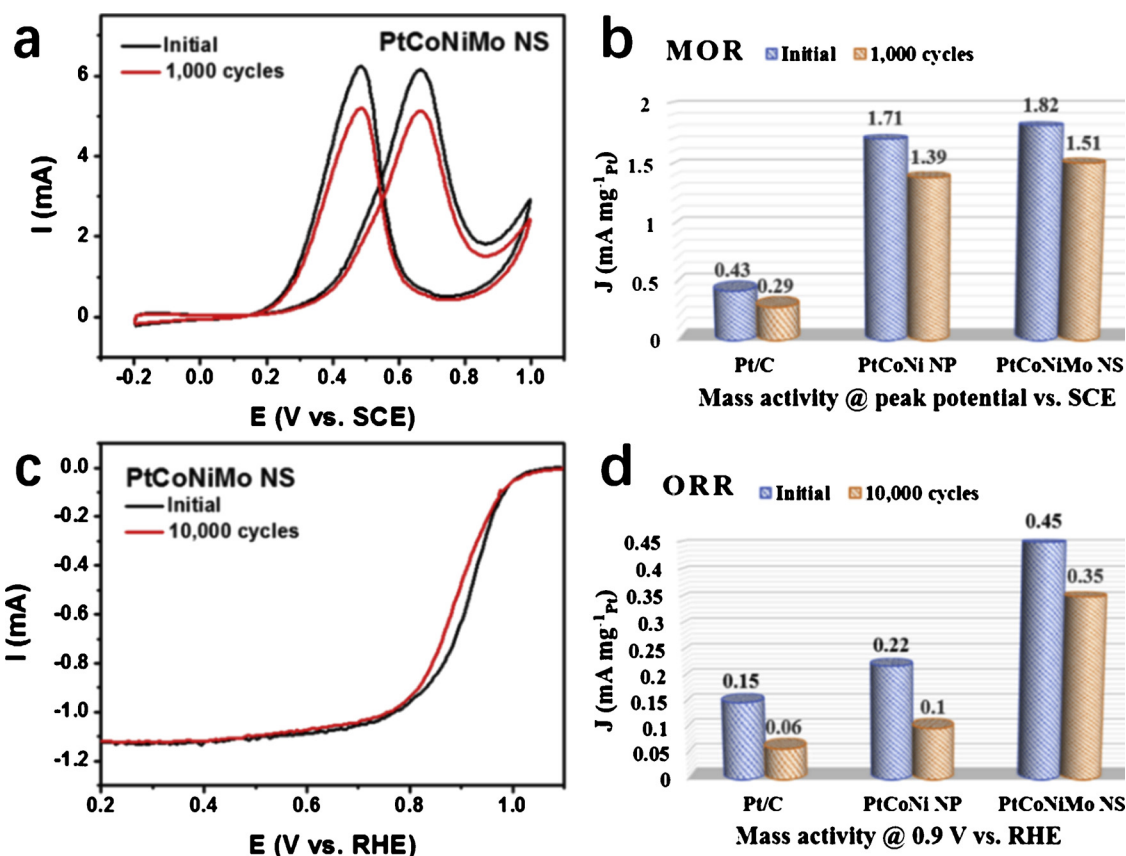 a
Initial
1,000 cycles
PtCoNiMo NS
6
4
2
0
I (mA)
-0.2 0.0 0.2 0.4 0.6 0.8 1.0
E (V vs. SCE)
b
MOR Initial 1,000 cycles
2
1.5
1
0.5
0
J (mA mg⁻¹Pt)
0.43 0.29
1.71 1.39
1.82 1.51
Pt/C PtCoNi NP PtCoNiMo NS
Mass activity @ peak potential vs. SCE
c
PtCoNiMo NS
Initial
10,000 cycles
0.0
-0.2
-0.4
-0.6
-0.8
-1.0
-1.2
I (mA)
0.2 0.4 0.6 0.8 1.0
E (V vs. RHE)
d
ORR Initial 10,000 cycles
0.45
0.4
0.35
0.3
0.25
0.2
0.15
0.1
0.05
0
J (mA mg⁻¹Pt)
0.15 0.06
0.22 0.1
0.45 0.35
Pt/C PtCoNi NP PtCoNiMo NS
Mass activity @ 0.9 V vs. RHE